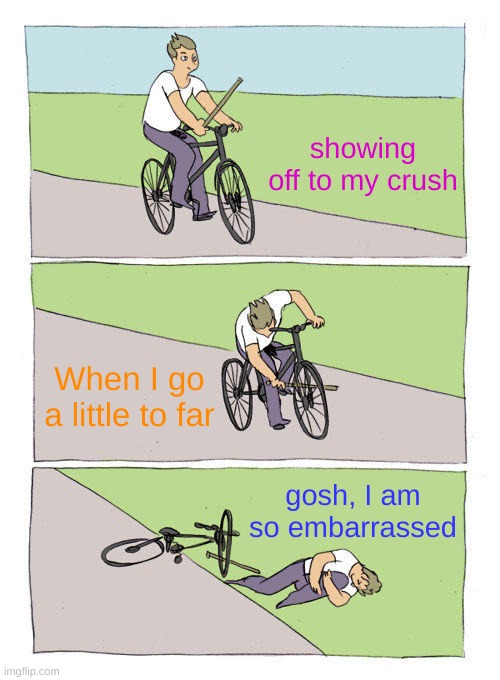 showing
off to my crush
When I go
a little to far
gosh, I am
so embarrassed
imgflip.com